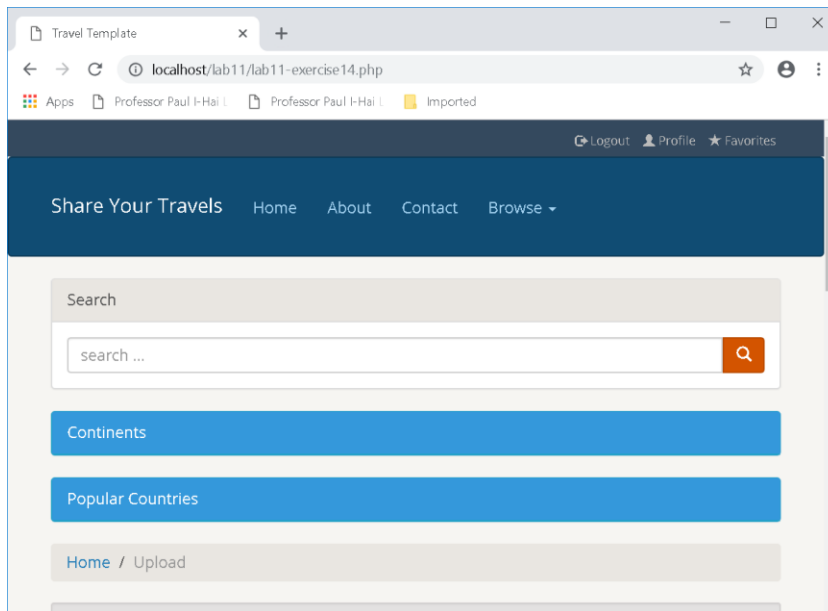 Travel Template
localhost/lab11/lab11-exercise14.php
Apps Professor Paul I-Hai L Professor Paul I-Hai L Imported
Logout Profile Favorites
Share Your Travels Home About Contact Browse
Search
search ...
Continents
Popular Countries
Home / Upload